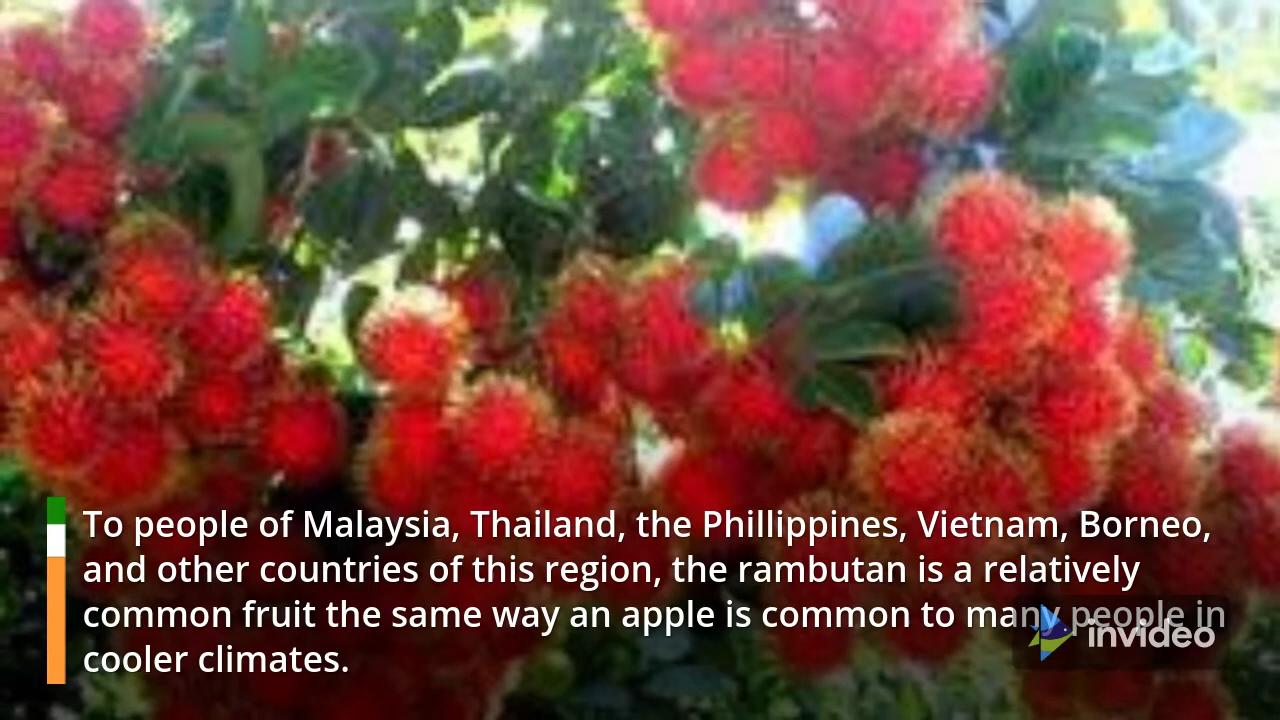 To people of Malaysia, Thailand, the Phillippines, Vietnam, Borneo,
and other countries of this region, the rambutan is a relatively
common fruit the same way an apple is common to many people in
cooler climates.
invideo